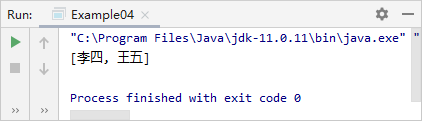 Run: Example04
"C:\Program Files\Java\jdk-11.0.11\bin\java.exe" "
[李四, 王五]
Process finished with exit code 0